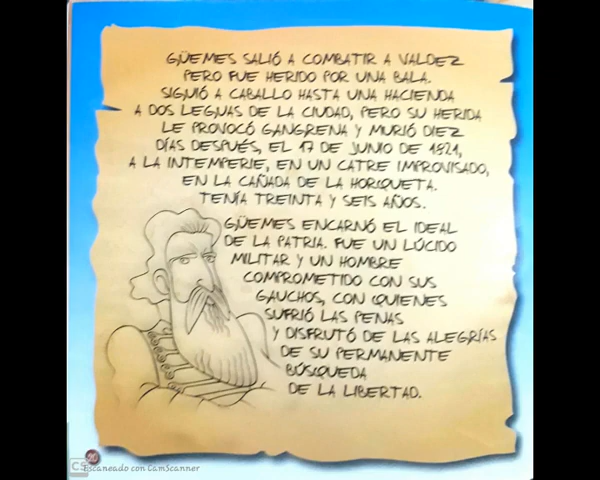 GÜEMES SALIÓ A COMBATIR A VALDEZ
PERO FUE HERIDO POR UNA BALA.
SIGUIÓ A CABALLO HASTA UNA HACIENDA
A DOS LEGUAS DE LA CIUDAD, PERO SU HERIDA
LE PROVOCÓ GANGRENA Y MURIÓ DIEZ
DÍAS DESPUÉS, EL 17 DE JUNIO DE 1821,
A LA INTEMPERIE, EN UN CATRE IMPROVISADO,
EN LA CAÑADA DE LA HORQUETA.
TENÍA TREINTA Y SEIS AÑOS.
GÜEMES ENCARNÓ EL IDEAL
DE LA PATRIA. FUE UN LÚCIDO
MILITAR Y UN HOMBRE
COMPROMETIDO CON SUS
GAUCHOS, CON QUIENES
SUFRIÓ LAS PENAS
Y DISFRUTÓ DE LAS ALEGRÍAS
DE SU PERMANENTE
BÚSQUEDA
DE LA LIBERTAD.
CS Escaneado con CamScanner